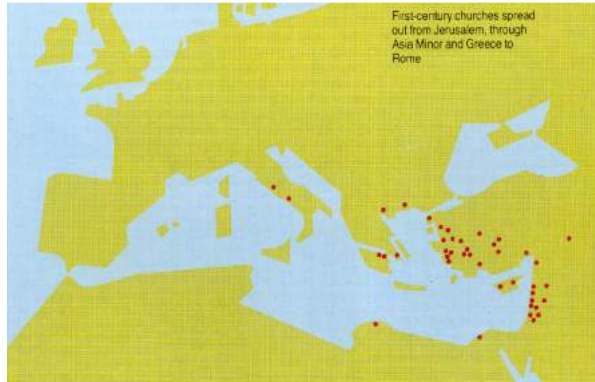 First-century churches spread
out from Jerusalem, through
Asia Minor and Greece to
Rome